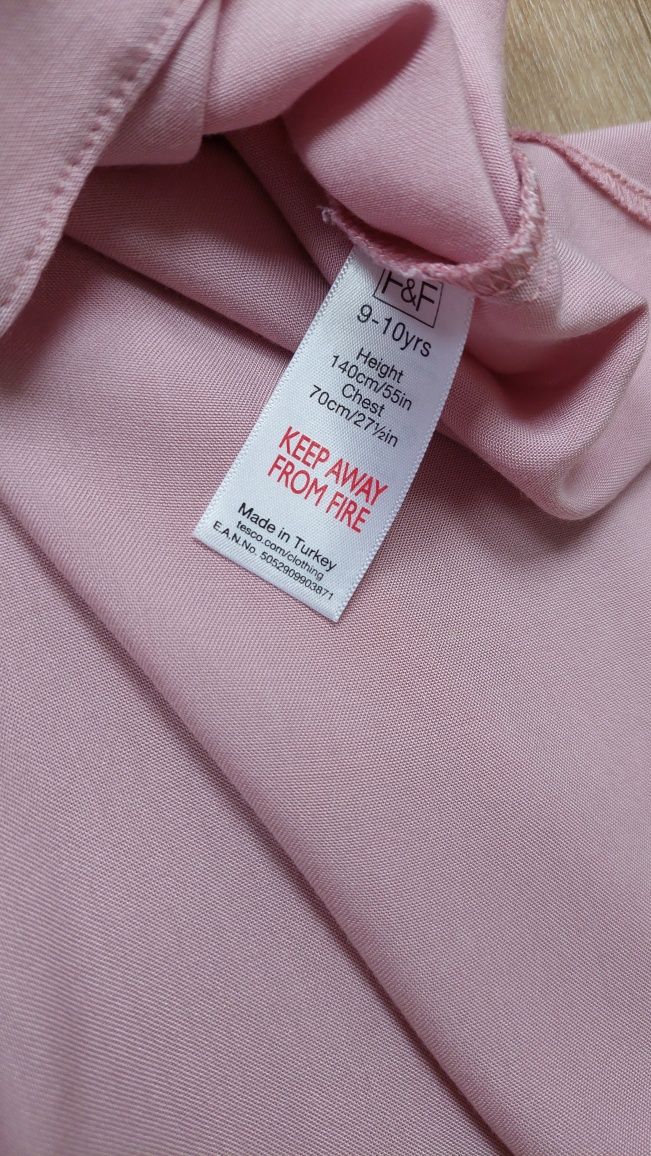 F&F
9-10yrs
Height
140cm/55in
Chest
70cm/27½in
KEEP AWAY
FROM FIRE
Made in Turkey
tesco.com/clothing
E.A.N.No. 5052909903871